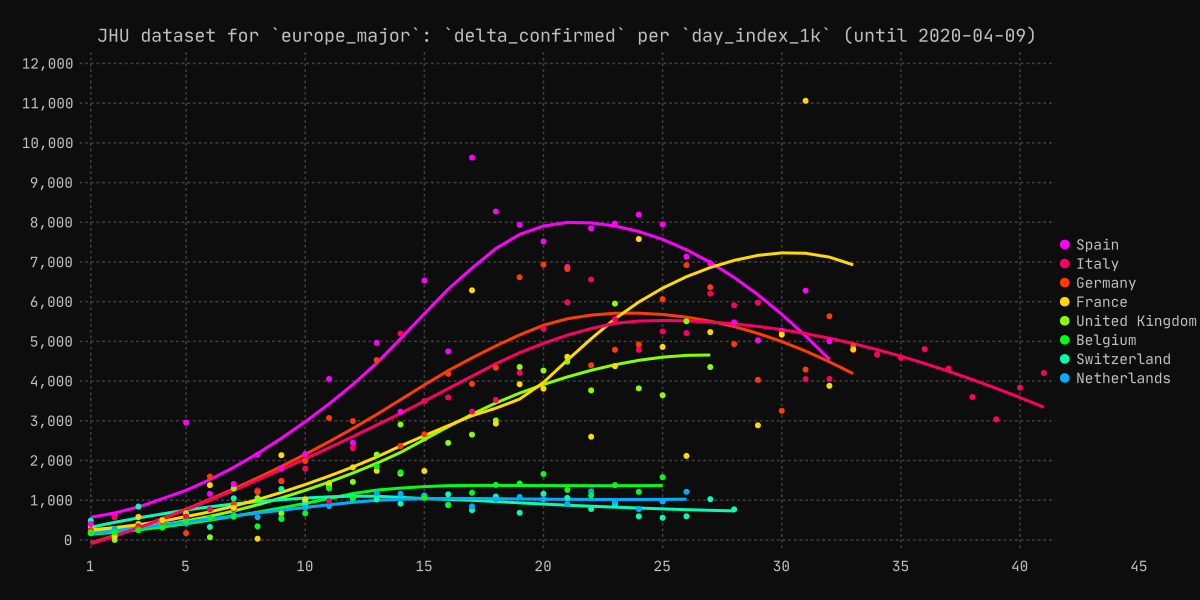 JHU dataset for `europe_major`: `delta_confirmed` per `day_index_1k` (until 2020-04-09)
12,000
11,000
10,000
9,000
8,000
7,000
6,000
5,000
4,000
3,000
2,000
1,000
0
1 5 10 15 20 25 30 35 40 45
Spain
Italy
Germany
France
United Kingdom
Belgium
Switzerland
Netherlands